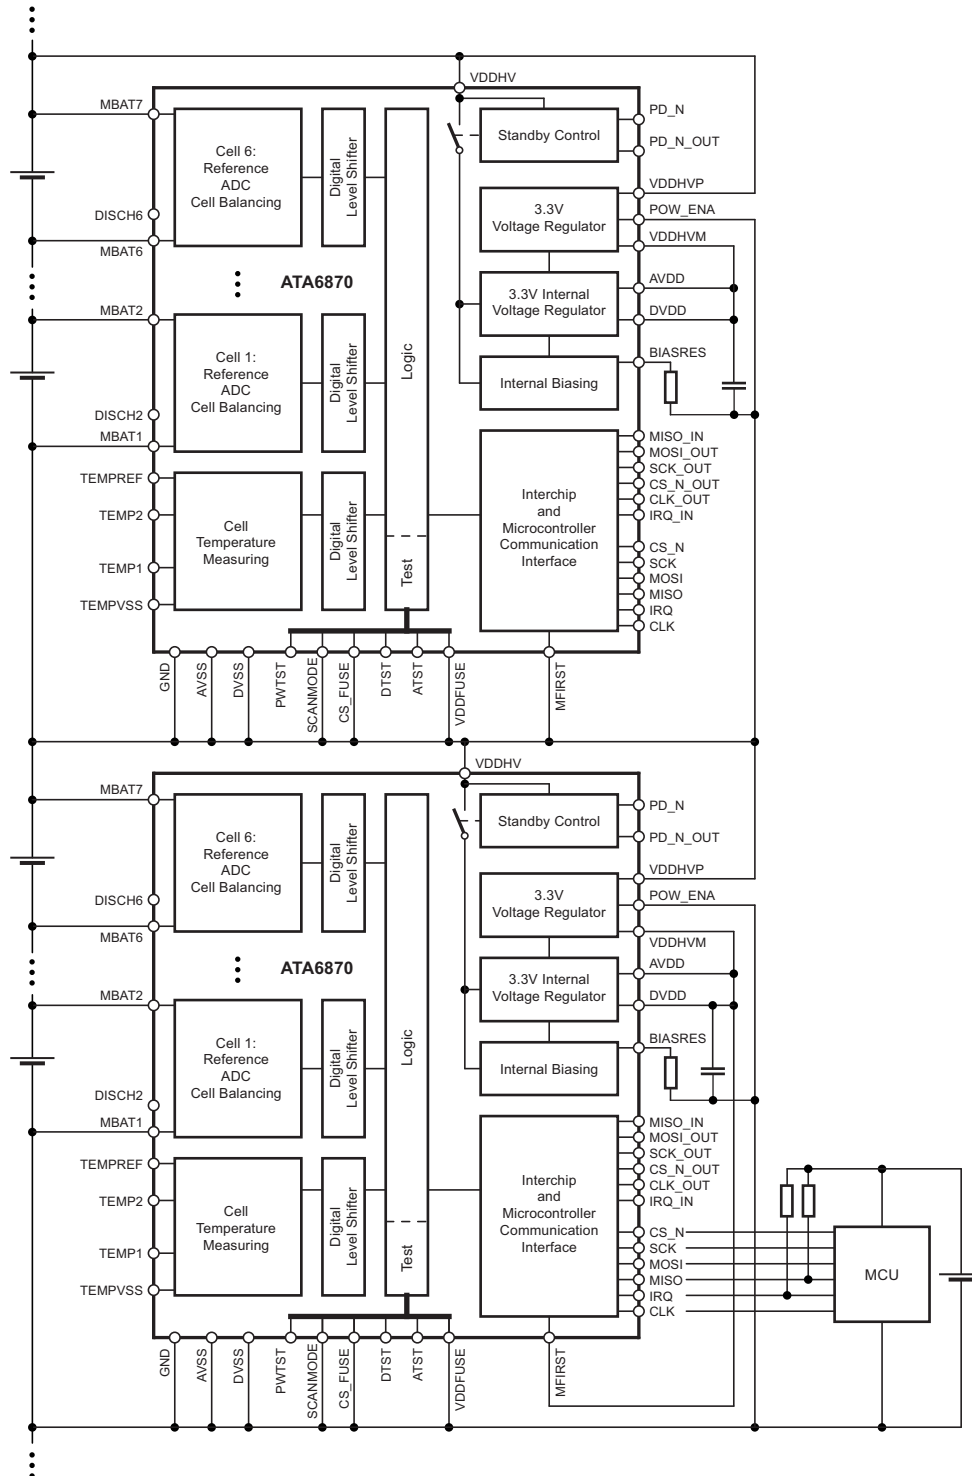 VDDHV
MBAT7
Cell 6:
Reference
ADC
Cell Balancing
Digital
Level Shifter
Standby Control
PD_N
PD_N_OUT
VDDHVP
3.3V
Voltage Regulator
POW_ENA
VDDHVM
DISCH6
MBAT6
ATA6870
3.3V Internal
Voltage Regulator
AVDD
DVDD
MBAT2
Cell 1:
Reference
ADC
Cell Balancing
Digital
Level Shifter
Logic
BIASRES
Internal Biasing
DISCH2
MBAT1
TEMPREF
TEMP2
TEMP1
TEMPVSS
Cell
Temperature
Measuring
Digital
Level Shifter
Test
Interchip
and
Microcontroller
Communication
Interface
MISO_IN
MOSI_OUT
SCK_OUT
CS_N_OUT
CLK_OUT
IRQ_IN
CS_N
SCK
MOSI
MISO
IRQ
CLK
GND
AVSS
DVSS
PWTST
SCANMODE
CS_FUSE
DTST
ATST
VDDFUSE
MFIRST
VDDHV
MBAT7
Cell 6:
Reference
ADC
Cell Balancing
Digital
Level Shifter
Standby Control
PD_N
PD_N_OUT
VDDHVP
3.3V
Voltage Regulator
POW_ENA
VDDHVM
DISCH6
MBAT6
ATA6870
3.3V Internal
Voltage Regulator
AVDD
DVDD
MBAT2
Cell 1:
Reference
ADC
Cell Balancing
Digital
Level Shifter
Logic
BIASRES
Internal Biasing
DISCH2
MBAT1
TEMPREF
TEMP2
TEMP1
TEMPVSS
Cell
Temperature
Measuring
Digital
Level Shifter
Test
Interchip
and
Microcontroller
Communication
Interface
MISO_IN
MOSI_OUT
SCK_OUT
CS_N_OUT
CLK_OUT
IRQ_IN
CS_N
SCK
MOSI
MISO
IRQ
CLK
MCU
GND
AVSS
DVSS
PWTST
SCANMODE
CS_FUSE
DTST
ATST
VDDFUSE
MFIRST